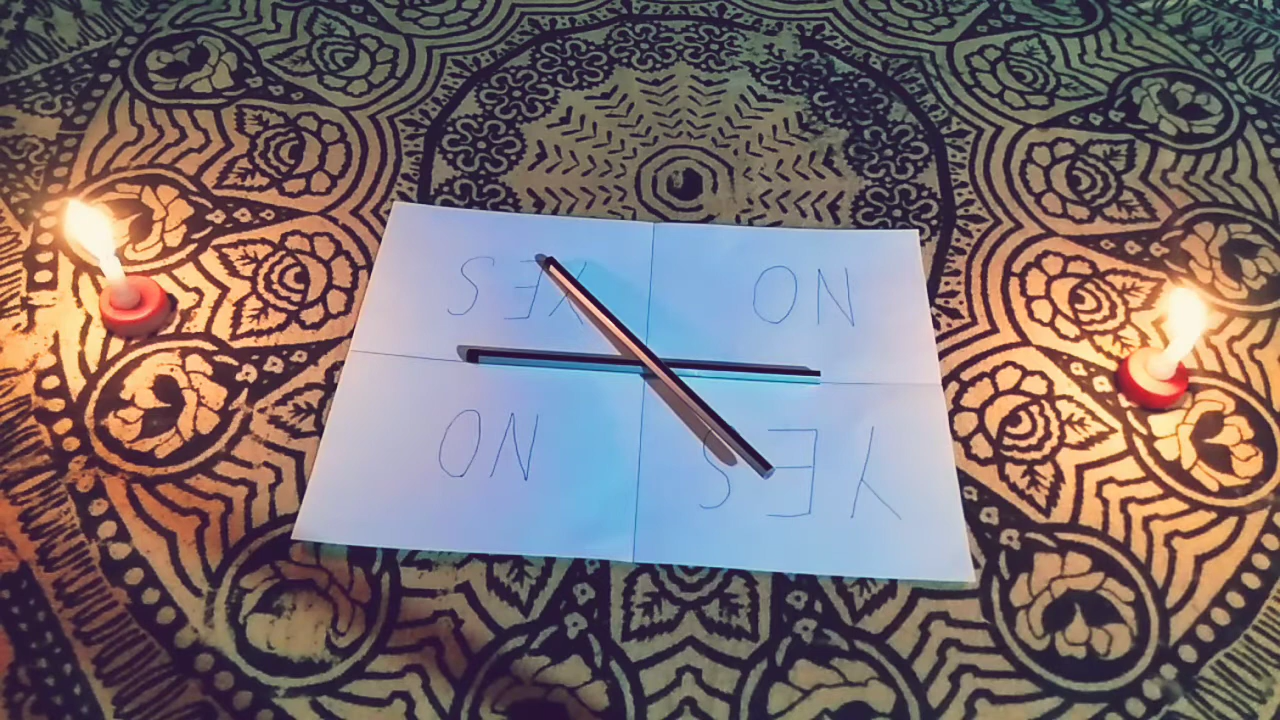 YES NO
NO YES